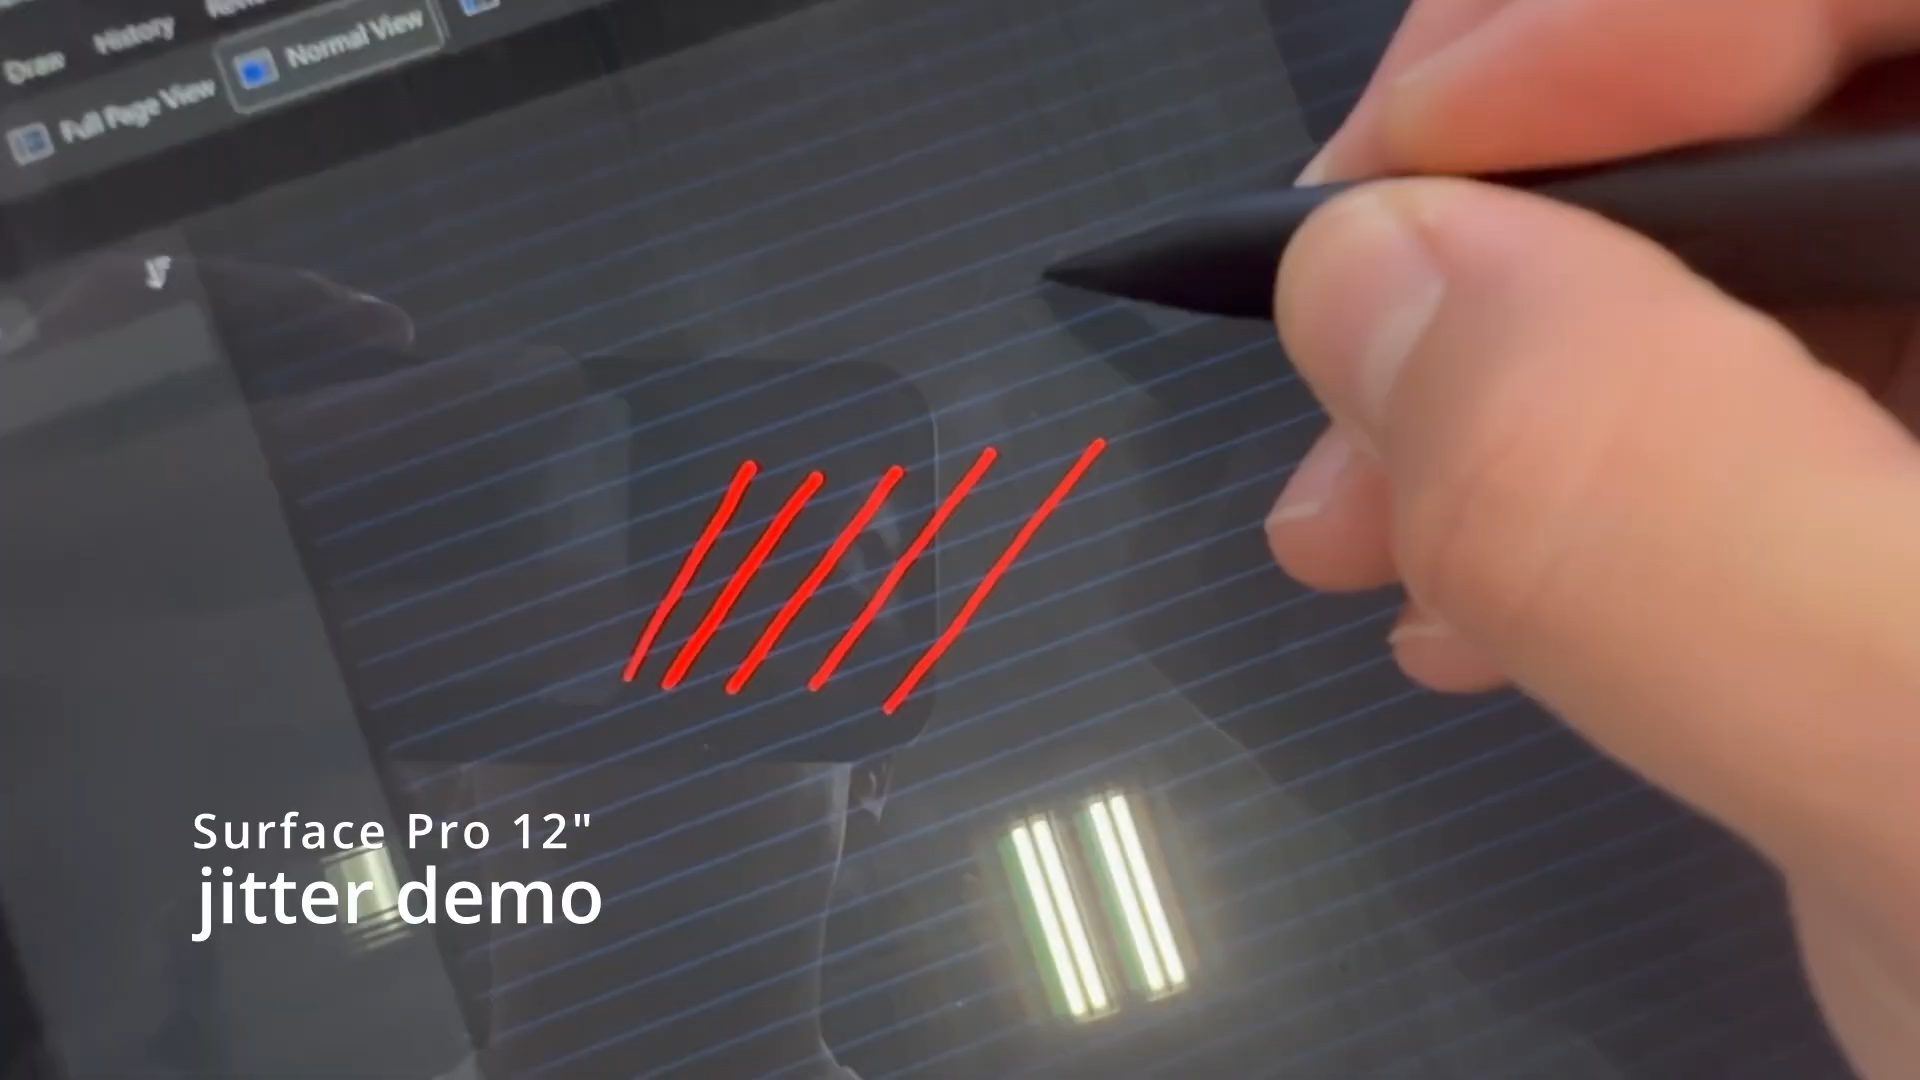 Draw
History
Full Page View
Normal View
Surface Pro 12"
jitter demo